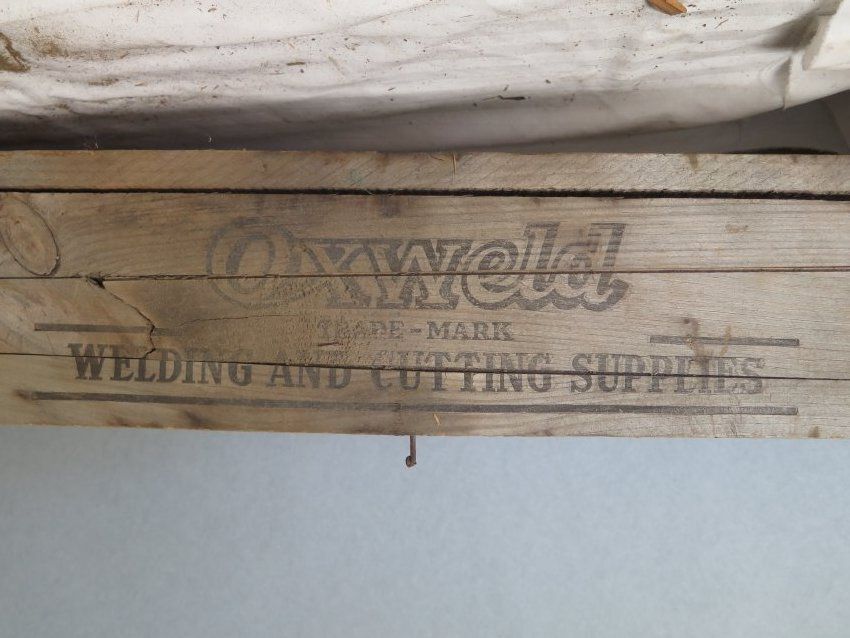 Oxweld
TRADE-MARK
WELDING AND CUTTING SUPPLIES